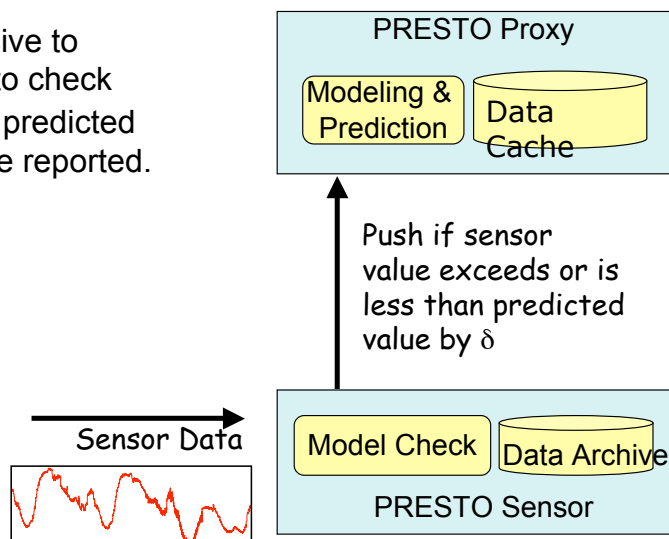 ive to
to check
predicted
e reported.
PRESTO Proxy
Modeling &
Prediction
Data
Cache
Push if sensor
value exceeds or is
less than predicted
value by δ
Sensor Data
Model Check
Data Archive
PRESTO Sensor